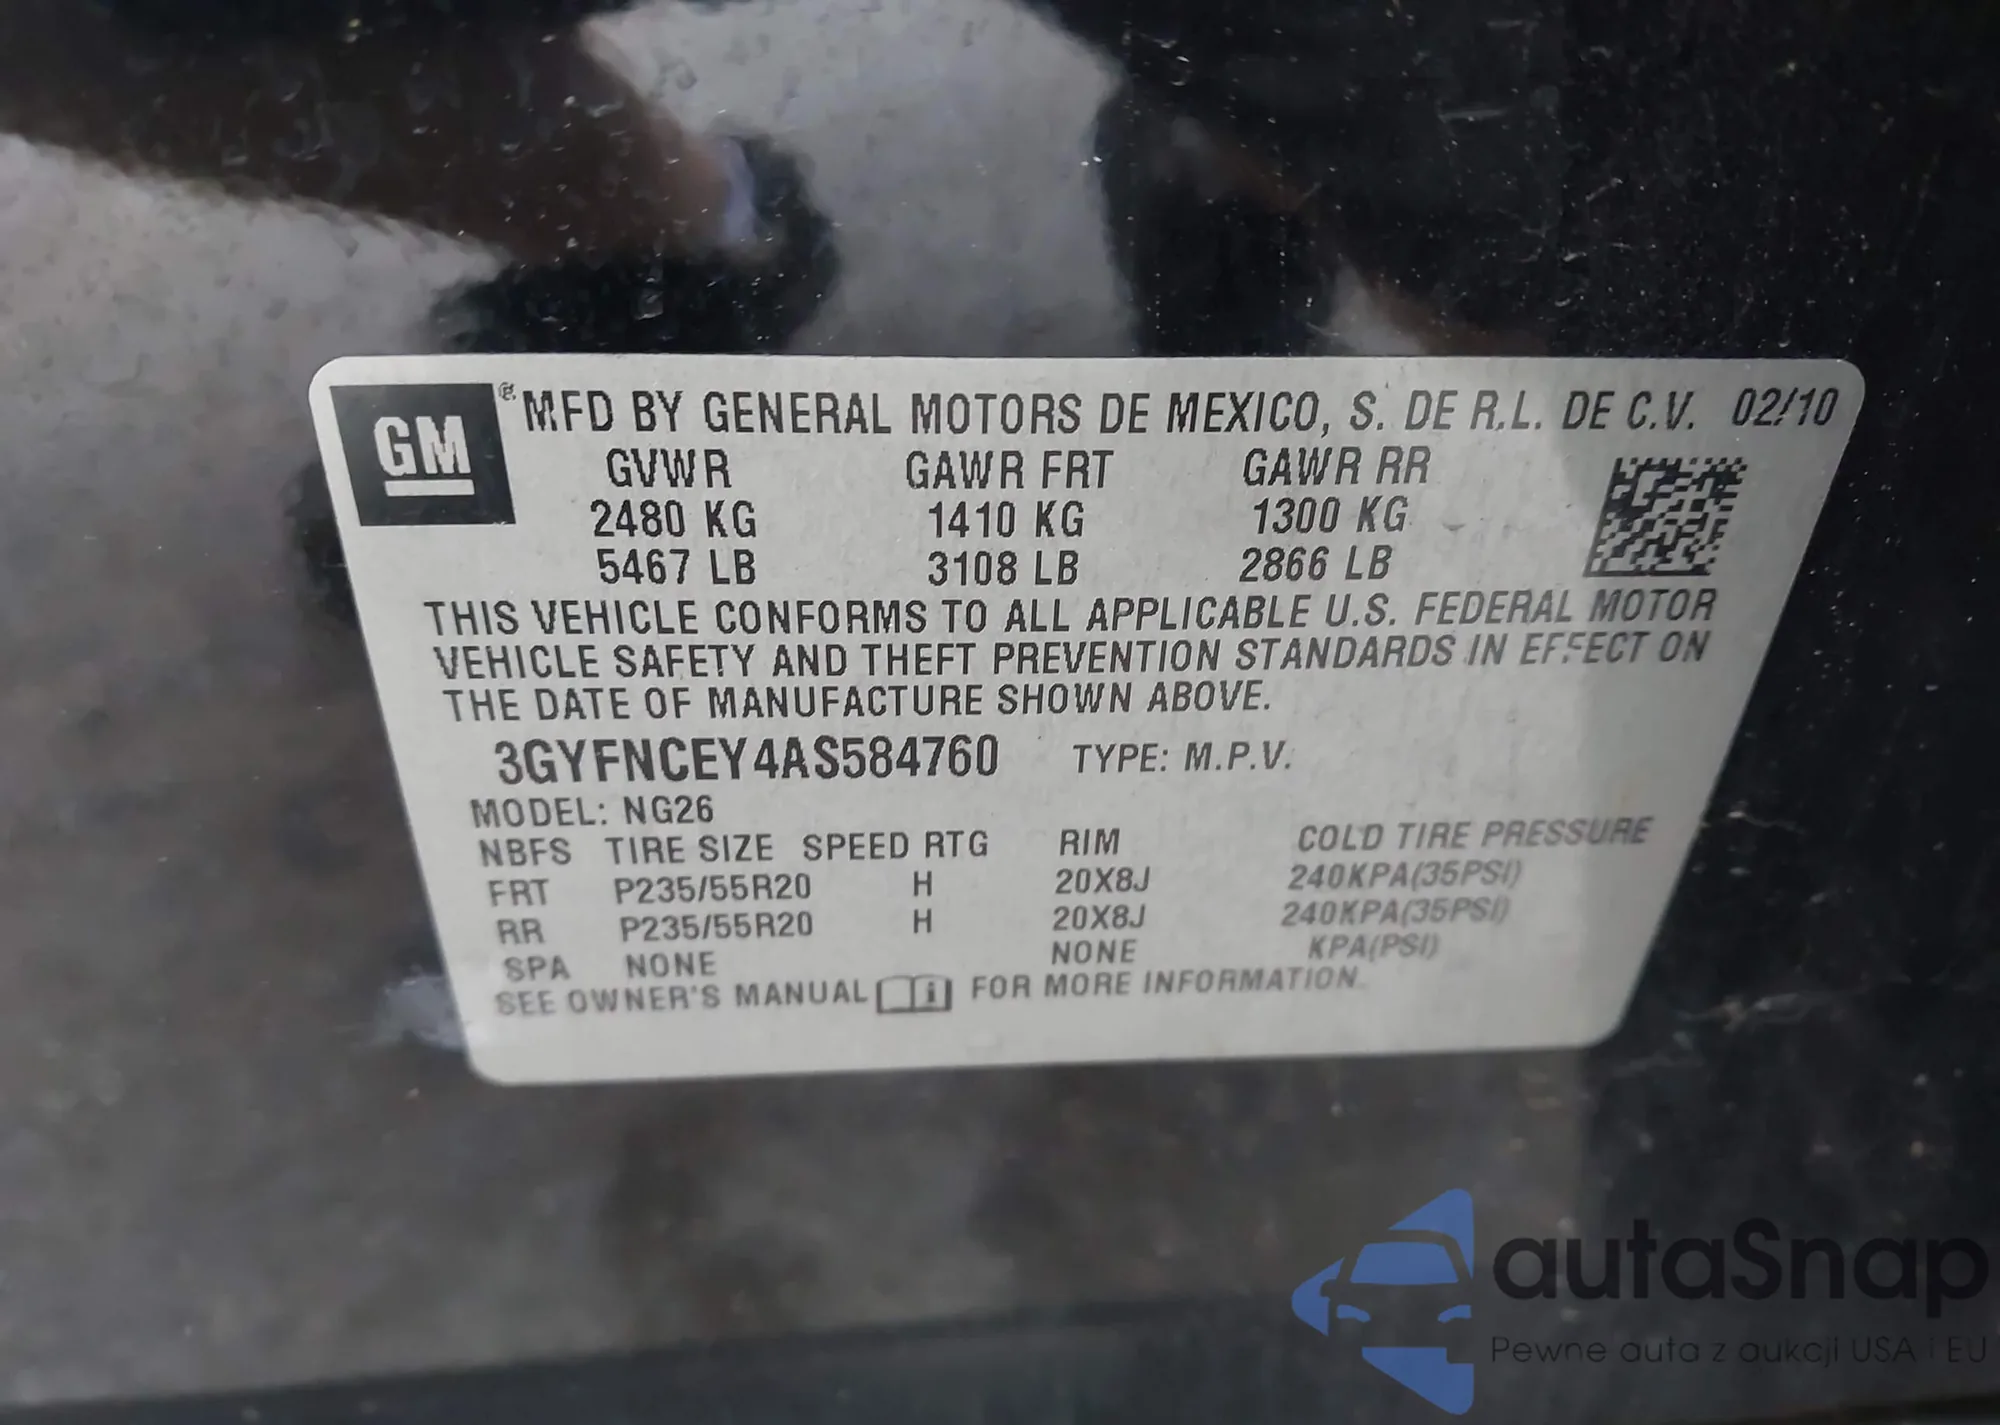 GM
® MFD BY GENERAL MOTORS DE MEXICO, S. DE R.L. DE C.V. 02/10
GVWR GAWR FRT GAWR RR
2480 KG 1410 KG 1300 KG
5467 LB 3108 LB 2866 LB
THIS VEHICLE CONFORMS TO ALL APPLICABLE U.S. FEDERAL MOTOR
VEHICLE SAFETY AND THEFT PREVENTION STANDARDS IN EFFECT ON
THE DATE OF MANUFACTURE SHOWN ABOVE.
3GYFNCEY4AS584760 TYPE: M.P.V.
MODEL: NG26
NBFS TIRE SIZE SPEED RTG RIM COLD TIRE PRESSURE
FRT P235/55R20 H 20X8J 240KPA(35PSI)
RR P235/55R20 H 20X8J 240KPA(35PSI)
SPA NONE NONE KPA(PSI)
SEE OWNER'S MANUAL FOR MORE INFORMATION.
autaSnap
Pewne auta z aukcji USA i EU